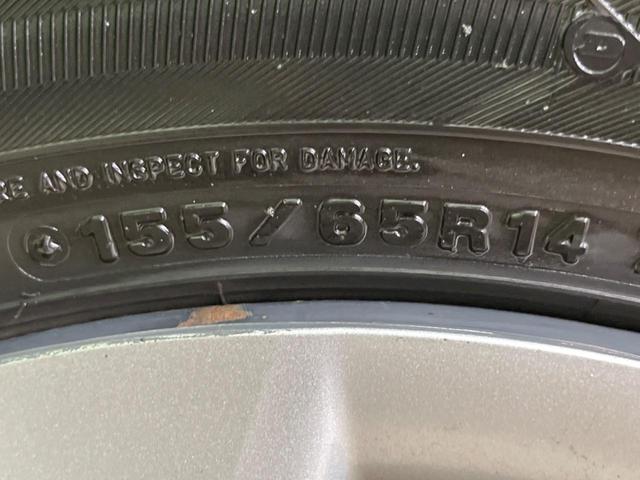 RE AND INSPECT FOR DAMAGE.
155/65R14